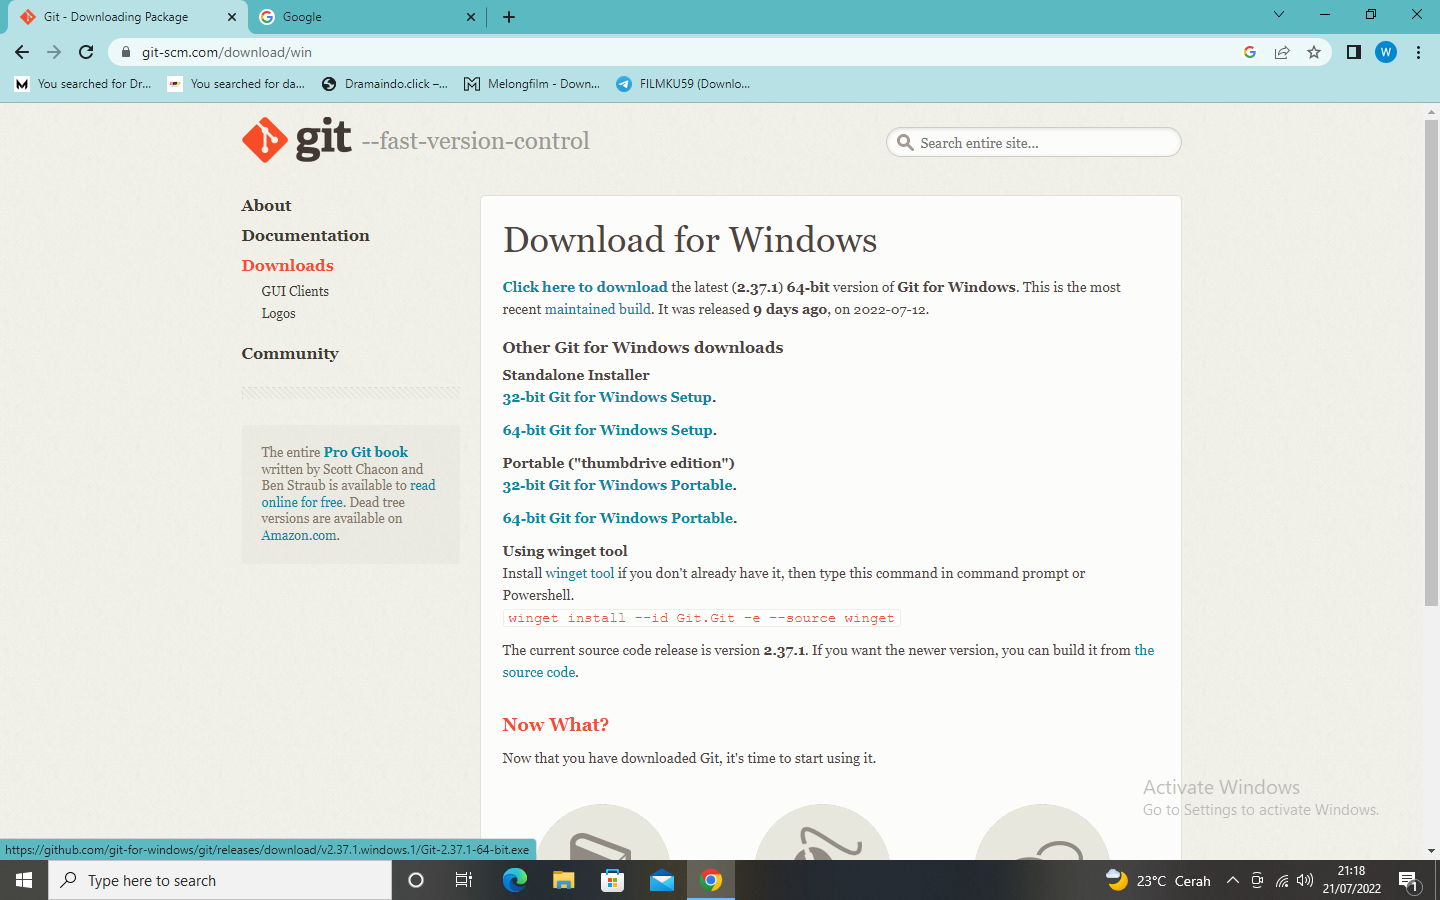 Git - Downloading Package
Google
git-scm.com/download/win
W
You searched for Dr...
You searched for da...
Dramaindo.click –...
Melongfilm - Down...
FILMKU59 (Downlo...
git --fast-version-control
Search entire site...
About
Documentation
Downloads
GUI Clients
Logos
Community
The entire Pro Git book
written by Scott Chacon and
Ben Straub is available to read
online for free. Dead tree
versions are available on
Amazon.com.
Download for Windows
Click here to download the latest (2.37.1) 64-bit version of Git for Windows. This is the most
recent maintained build. It was released 9 days ago, on 2022-07-12.
Other Git for Windows downloads
Standalone Installer
32-bit Git for Windows Setup.
64-bit Git for Windows Setup.
Portable ("thumbdrive edition")
32-bit Git for Windows Portable.
64-bit Git for Windows Portable.
Using winget tool
Install winget tool if you don't already have it, then type this command in command prompt or
Powershell.
winget install --id Git.Git -e --source winget
The current source code release is version 2.37.1. If you want the newer version, you can build it from the
source code.
Now What?
Now that you have downloaded Git, it's time to start using it.
Activate Windows
Go to Settings to activate Windows.
https://github.com/git-for-windows/git/releases/download/v2.37.1.windows.1/Git-2.37.1-64-bit.exe
Type here to search
23°C Cerah
21:18
21/07/2022
1